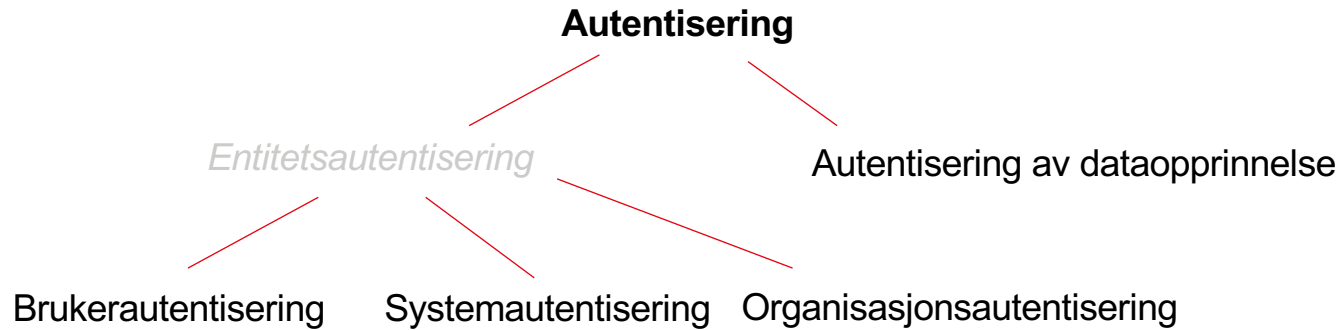 Autentisering
Entitetsautentisering
Autentisering av dataopprinnelse
Brukerautentisering
Systemautentisering
Organisasjonsautentisering